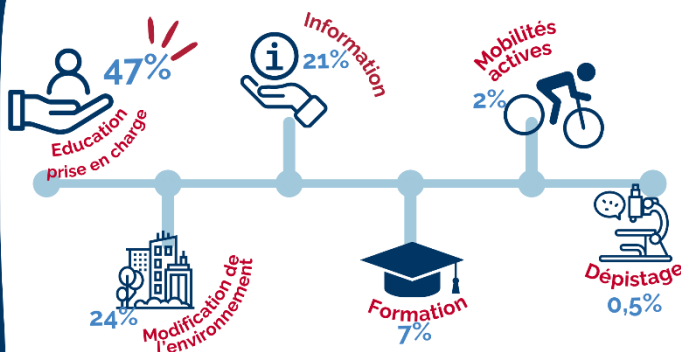 47%
Education
prise en charge
24%
Modification de
l'environnement
i
21%
Information
Formation
7%
Mobilités
actives
2%
Dépistage
0,5%